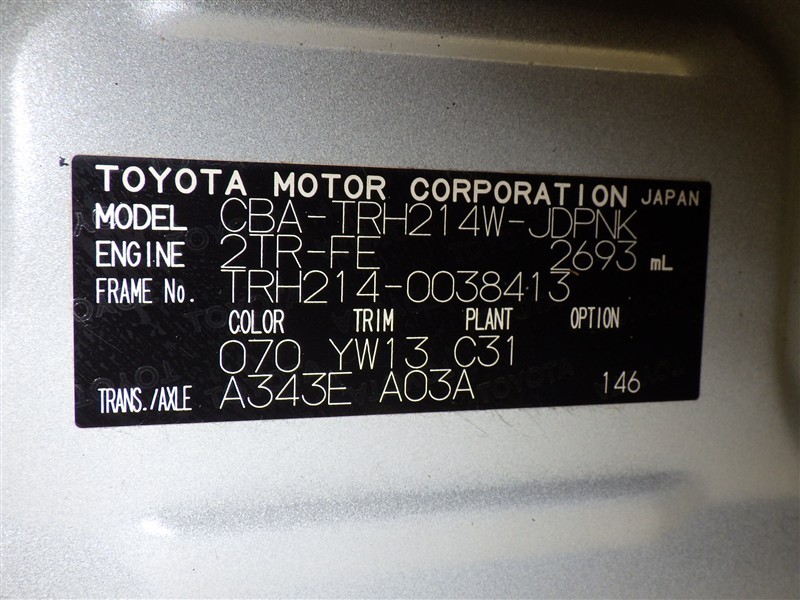 TOYOTA MOTOR CORPORATION JAPAN
MODEL CBA-TRH214W-JDPNK
ENGINE 2TR-FE 2693 mL
FRAME No. TRH214-0038413
COLOR TRIM PLANT OPTION
070 YW13 C31
TRANS./AXLE A343E A03A 146